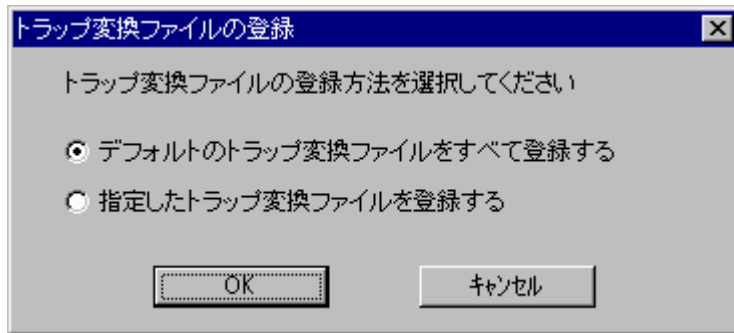 トラップ変換ファイルの登録
トラップ変換ファイルの登録方法を選択してください
デフォルトのトラップ変換ファイルをすべて登録する
指定したトラップ変換ファイルを登録する
OK
ｷｬﾝｾﾙ